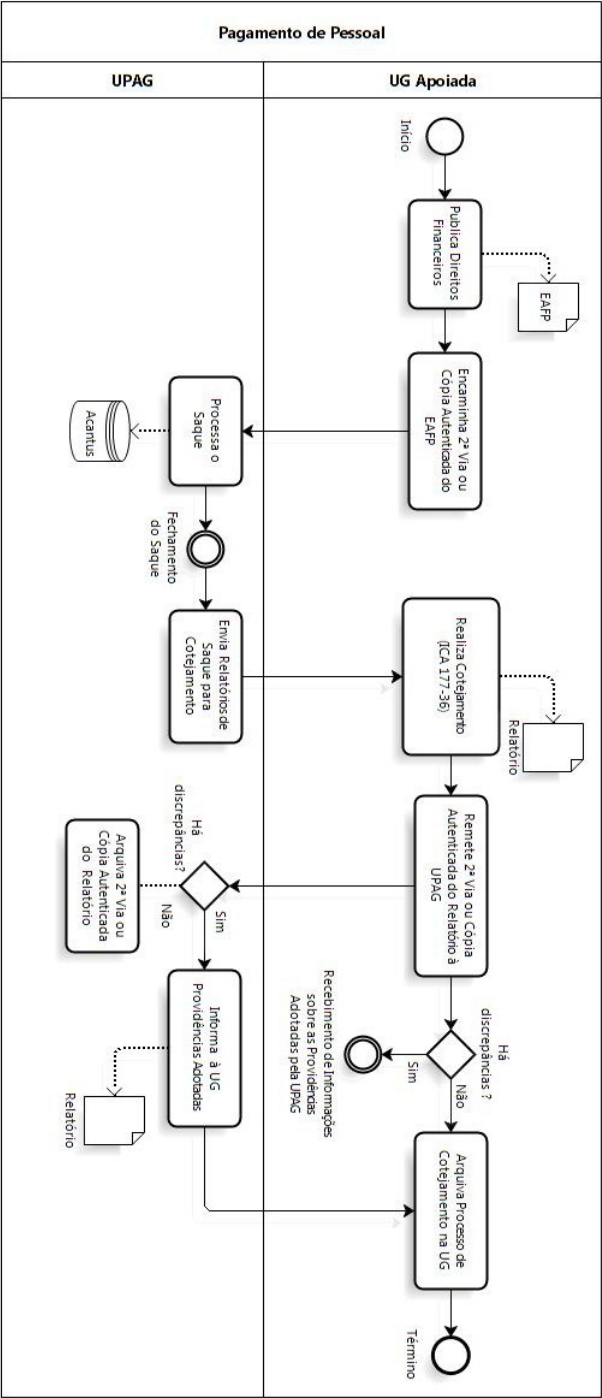 Pagamento de Pessoal
UPAG
UG Apoiada
Início
Publica Direitos
Financeiros
EAFP
Encaminha 2ª Via ou
Cópia Autenticada do
EAFP
Processa o
Saque
Acantus
Fechamento
do Saque
Envia Relatórios de
Saque para
Cotejamento
Realiza Cotejamento
(ICA 177-36)
Relatório
Remete 2ª Via ou Cópia
Autenticada do Relatório à
UPAG
Há
discrepâncias?
Sim
Não
Arquiva 2ª Via ou
Cópia Autenticada
do Relatório
Informa à UG
Providências Adotadas
Relatório
Há
discrepâncias ?
Sim
Não
Recebimento de Informações
sobre as Providências
Adotadas pela UPAG
Arquiva Processo de
Cotejamento na UG
Término